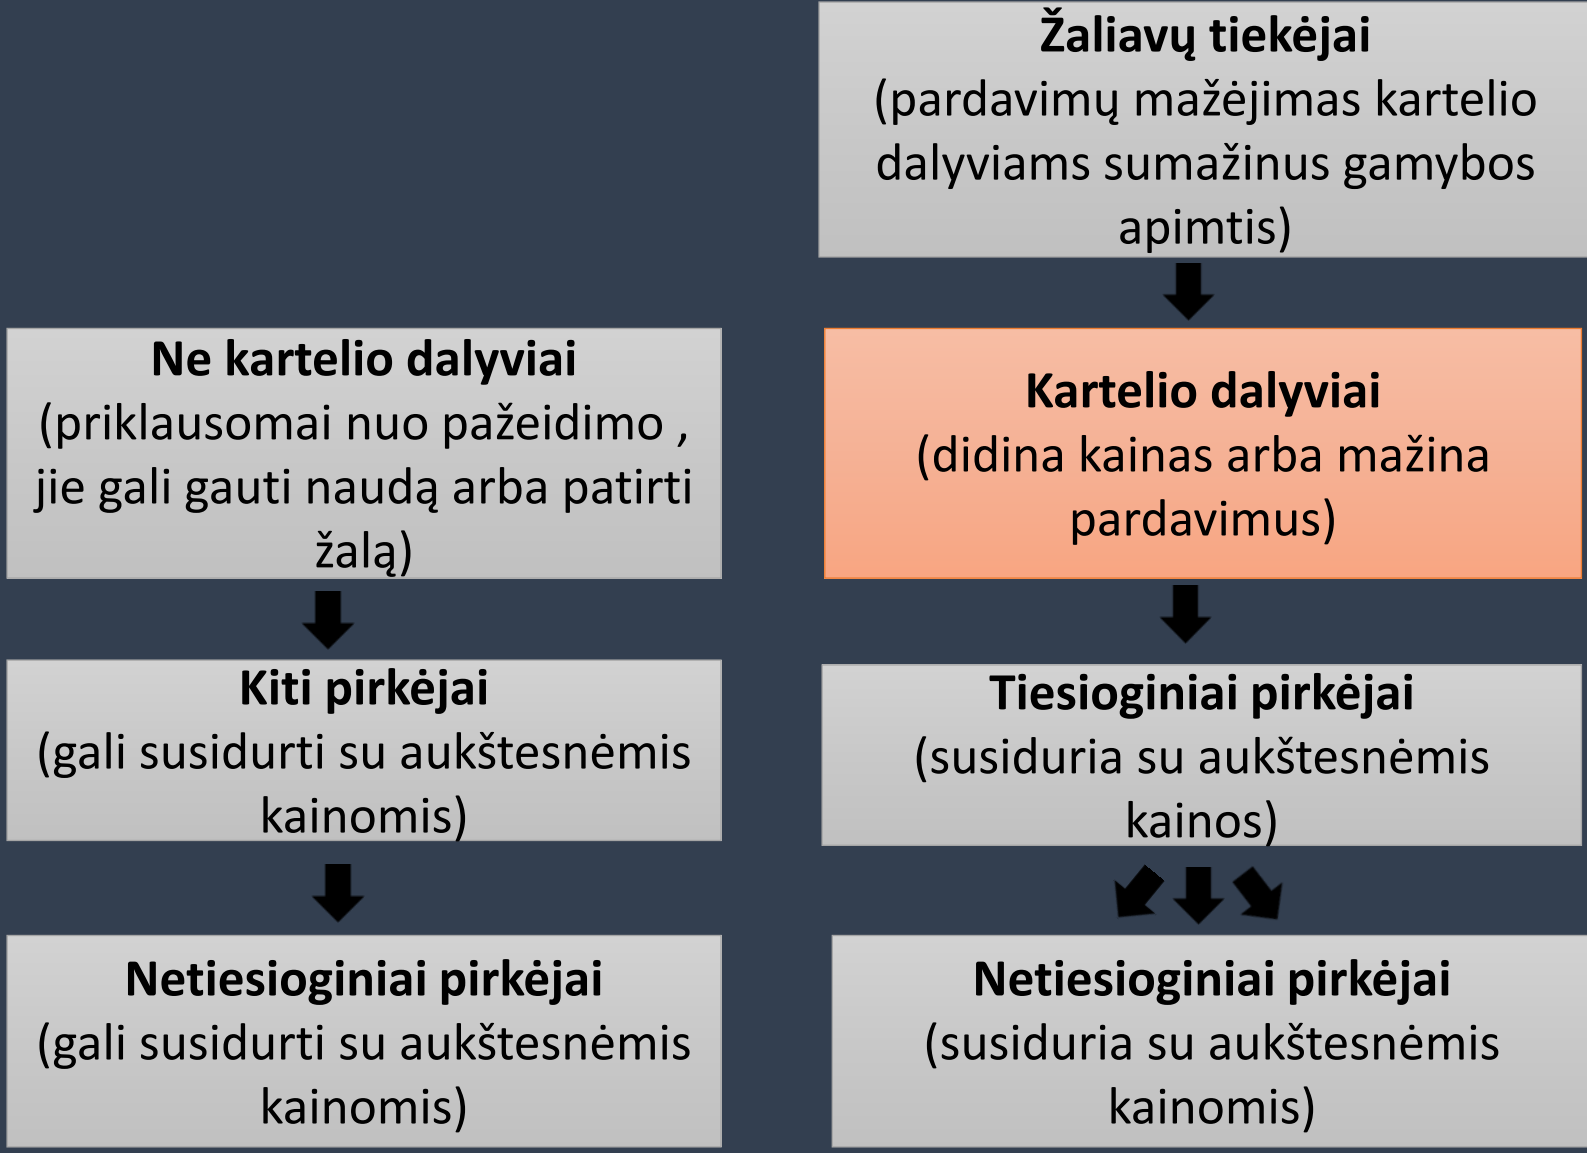 Žaliavų tiekėjai
(pardavimų mažėjimas kartelio
dalyviams sumažinus gamybos
apimtis)
Ne kartelio dalyviai
(priklausomai nuo pažeidimo ,
jie gali gauti naudą arba patirti
žalą)
Kartelio dalyviai
(didina kainas arba mažina
pardavimus)
Kiti pirkėjai
(gali susidurti su aukštesnėmis
kainomis)
Tiesioginiai pirkėjai
(susiduria su aukštesnėmis
kainos)
Netiesioginiai pirkėjai
(gali susidurti su aukštesnėmis
kainomis)
Netiesioginiai pirkėjai
(susiduria su aukštesnėmis
kainomis)